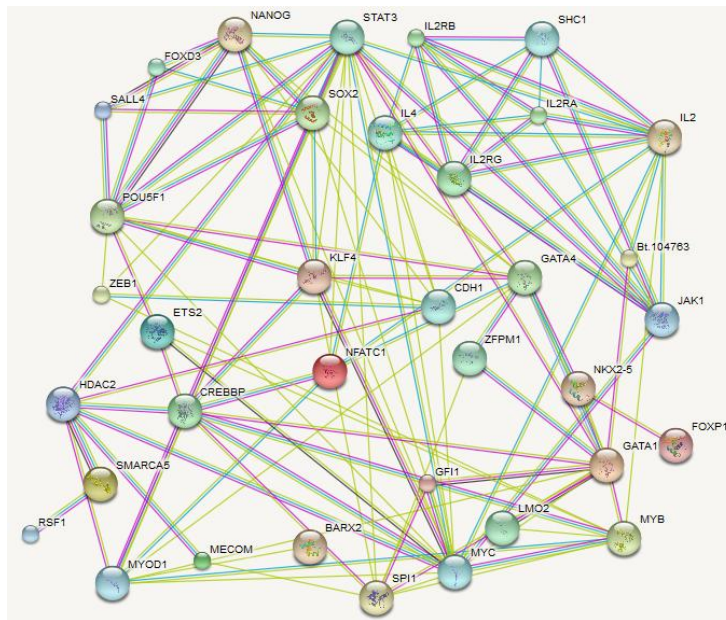 NANOG
STAT3
IL2RB
SHC1
FOXD3
SALL4
SOX2
IL4
IL2RA
IL2
IL2RG
POU5F1
Bt.104763
KLF4
GATA4
ZEB1
CDH1
JAK1
ETS2
ZFPM1
NFATC1
NKX2-5
HDAC2
CREBBP
FOXP1
GATA1
SMARCA5
GFI1
RSF1
BARX2
LMO2
MYB
MECOM
MYOD1
MYC
SPI1